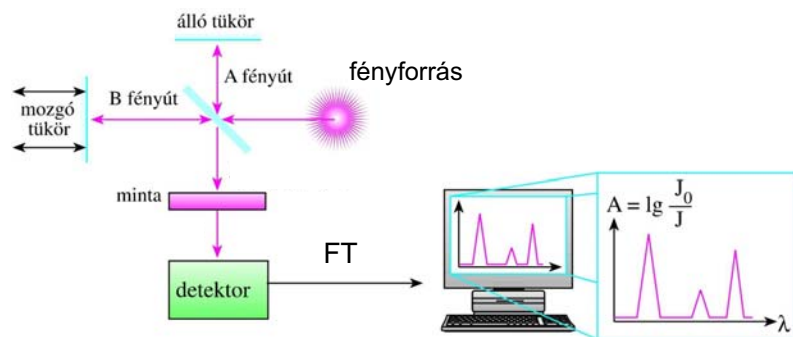 álló tükör
A fényút
fényforrás
B fényút
mozgó
tükör
minta
FT
detektor
A = lg J₀/J
λ